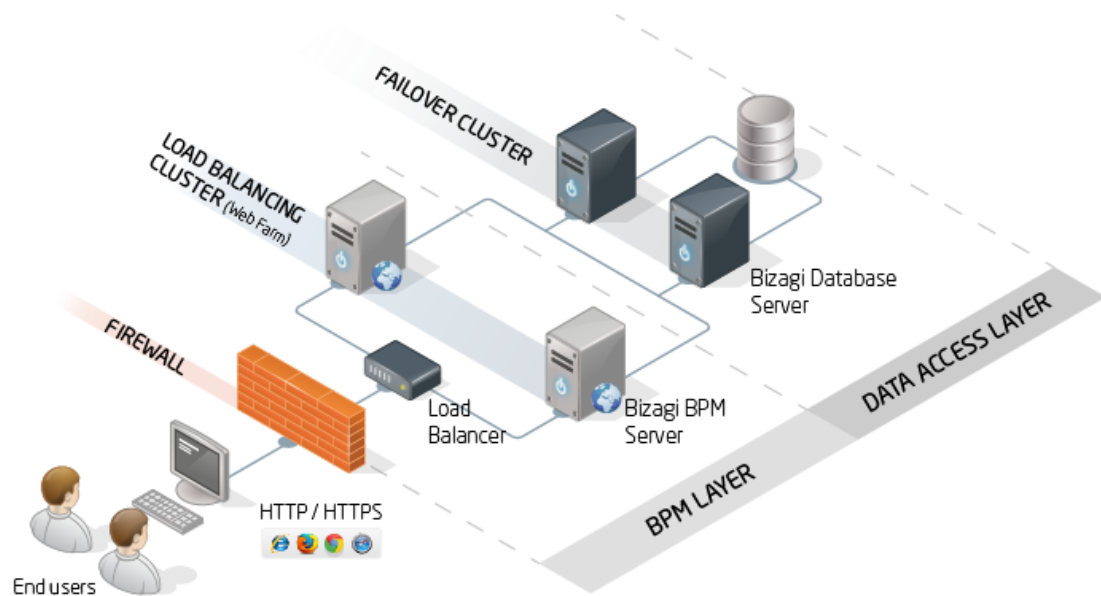 FAILOVER CLUSTER
LOAD BALANCING
CLUSTER (Web Farm)
FIREWALL
Bizagi Database
Server
Load
Balancer
Bizagi BPM
Server
DATA ACCESS LAYER
BPM LAYER
HTTP / HTTPS
End users